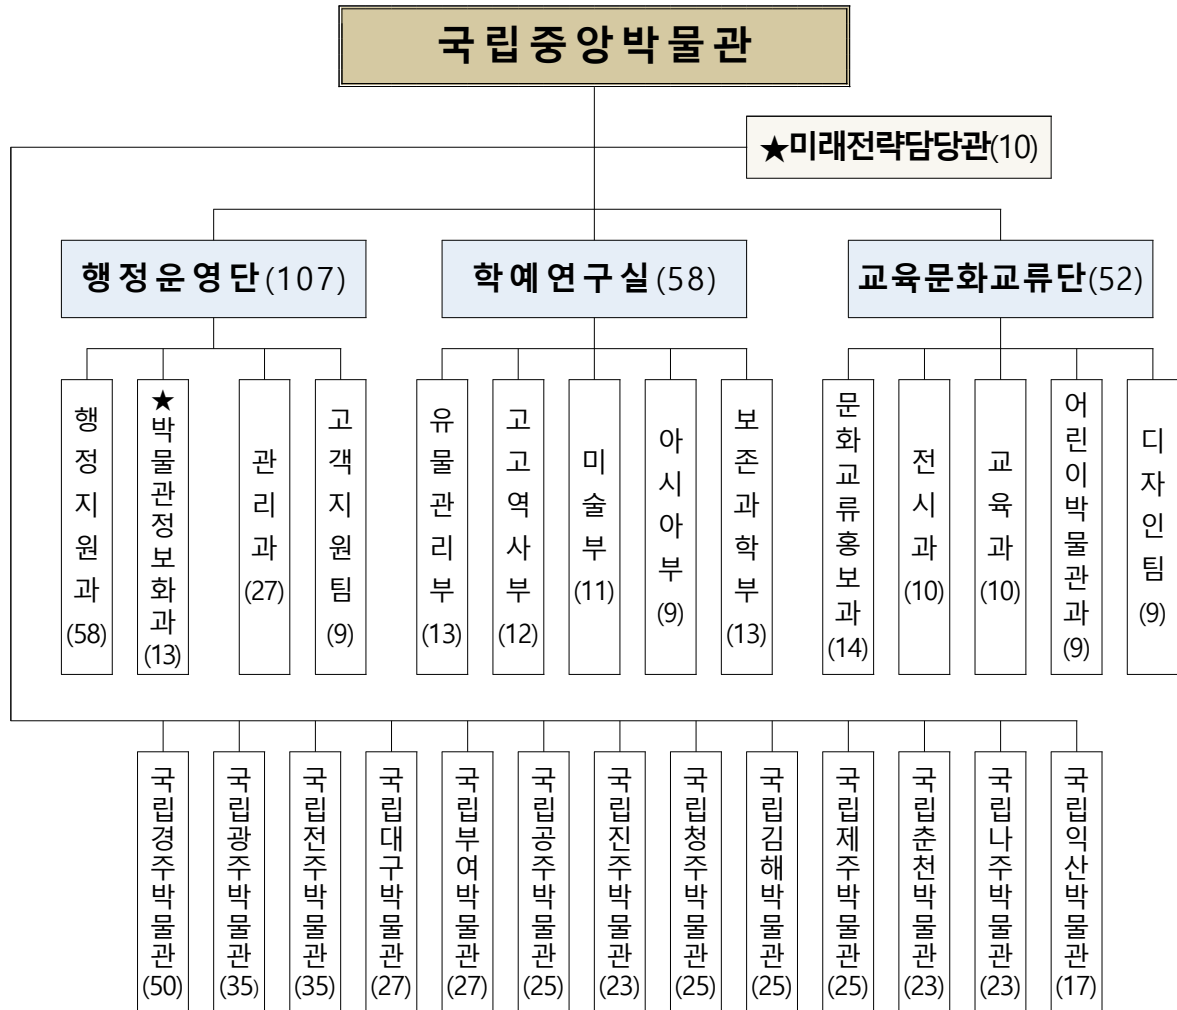 국립중앙박물관
★미래전략담당관(10)
행정운영단(107)
학예연구실(58)
교육문화교류단(52)
행정지원과(58)
★박물관정보화과(13)
관리과(27)
고객지원팀(9)
유물관리부(13)
고고역사부(12)
미술부(11)
아시아부(9)
보존과학부(13)
문화교류홍보과(14)
전시과(10)
교육과(10)
어린이박물관과(9)
디자인팀(9)
국립경주박물관(50)
국립광주박물관(35)
국립전주박물관(35)
국립대구박물관(27)
국립부여박물관(27)
국립공주박물관(25)
국립진주박물관(23)
국립청주박물관(25)
국립김해박물관(25)
국립제주박물관(25)
국립춘천박물관(23)
국립나주박물관(23)
국립익산박물관(17)